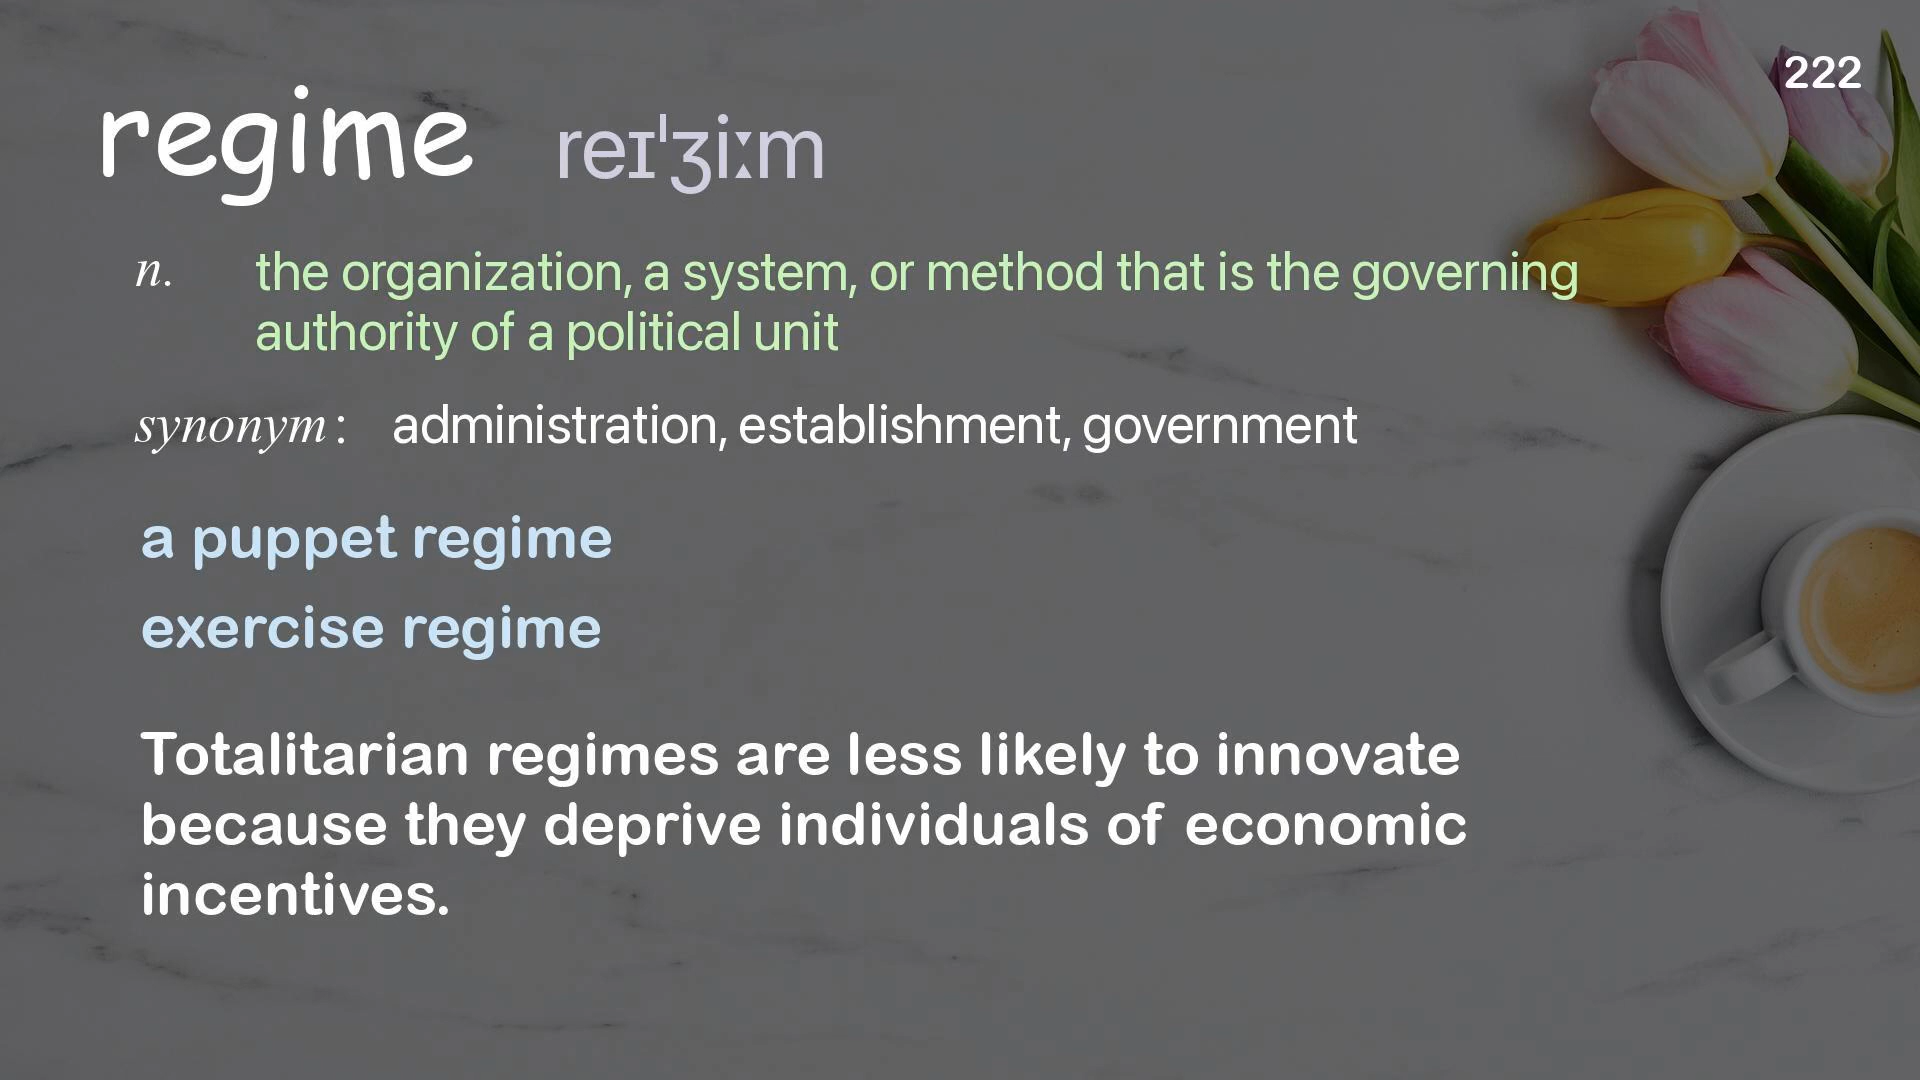 222
regime reɪˈʒiːm
n. the organization, a system, or method that is the governing
authority of a political unit
synonym: administration, establishment, government
a puppet regime
exercise regime
Totalitarian regimes are less likely to innovate
because they deprive individuals of economic
incentives.